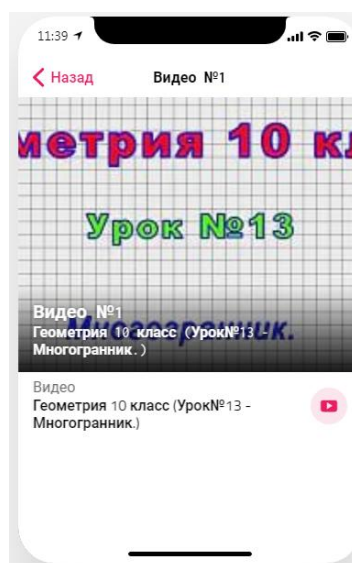 11:39
Назад
Видео №1
метрия 10 кл
Урок №13
Многогранник.
Видео №1
Геометрия 10 класс (Урок№13 -
Многогранник.)
Видео
Геометрия 10 класс (Урок№13 -
Многогранник.)